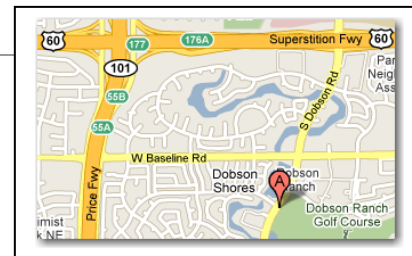 60
177
176A
Superstition Fwy
60
101
55B
55A
Price Fwy
S Dobson Rd
W Baseline Rd
Dobson
Shores
A
Dobson
Dobson Ranch
Golf Course